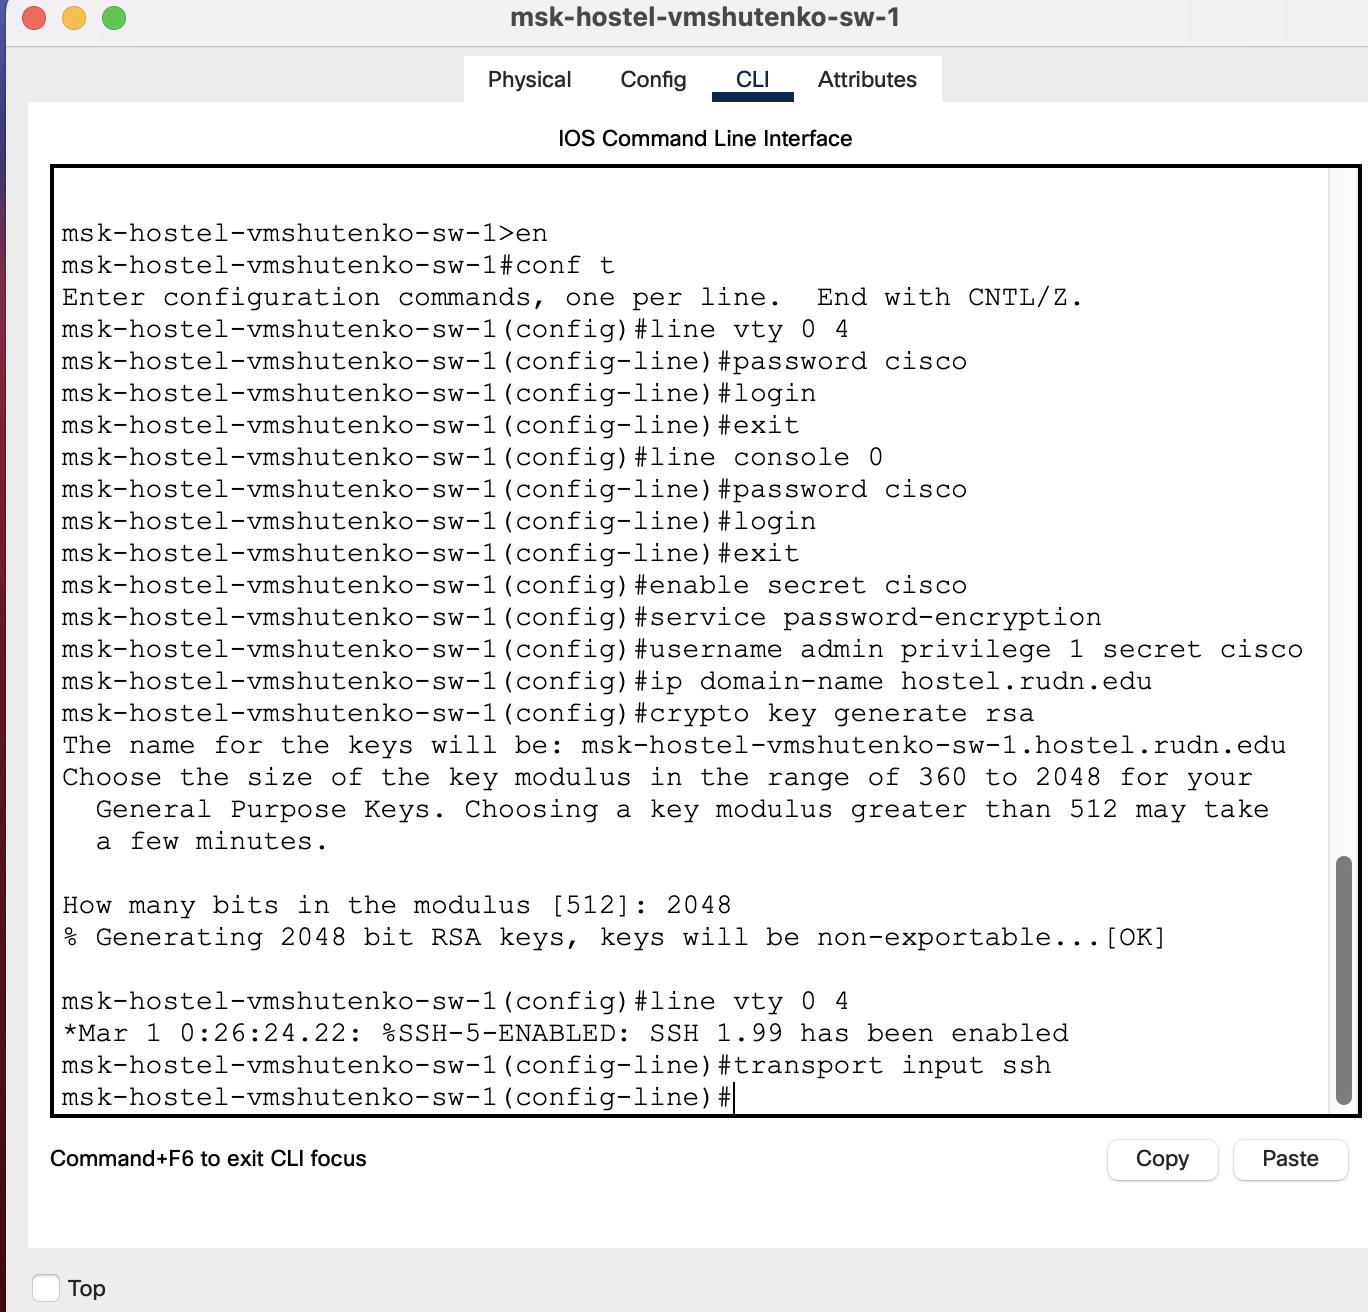 msk-hostel-vmshutenko-sw-1
Physical Config CLI Attributes
IOS Command Line Interface
msk-hostel-vmshutenko-sw-1>en
msk-hostel-vmshutenko-sw-1#conf t
Enter configuration commands, one per line.  End with CNTL/Z.
msk-hostel-vmshutenko-sw-1(config)#line vty 0 4
msk-hostel-vmshutenko-sw-1(config-line)#password cisco
msk-hostel-vmshutenko-sw-1(config-line)#login
msk-hostel-vmshutenko-sw-1(config-line)#exit
msk-hostel-vmshutenko-sw-1(config)#line console 0
msk-hostel-vmshutenko-sw-1(config-line)#password cisco
msk-hostel-vmshutenko-sw-1(config-line)#login
msk-hostel-vmshutenko-sw-1(config-line)#exit
msk-hostel-vmshutenko-sw-1(config)#enable secret cisco
msk-hostel-vmshutenko-sw-1(config)#service password-encryption
msk-hostel-vmshutenko-sw-1(config)#username admin privilege 1 secret cisco
msk-hostel-vmshutenko-sw-1(config)#ip domain-name hostel.rudn.edu
msk-hostel-vmshutenko-sw-1(config)#crypto key generate rsa
The name for the keys will be: msk-hostel-vmshutenko-sw-1.hostel.rudn.edu
Choose the size of the key modulus in the range of 360 to 2048 for your
  General Purpose Keys. Choosing a key modulus greater than 512 may take
  a few minutes.
How many bits in the modulus [512]: 2048
% Generating 2048 bit RSA keys, keys will be non-exportable...[OK]
msk-hostel-vmshutenko-sw-1(config)#line vty 0 4
*Mar 1 0:26:24.22: %SSH-5-ENABLED: SSH 1.99 has been enabled
msk-hostel-vmshutenko-sw-1(config-line)#transport input ssh
msk-hostel-vmshutenko-sw-1(config-line)#
Command+F6 to exit CLI focus
Copy Paste
Top